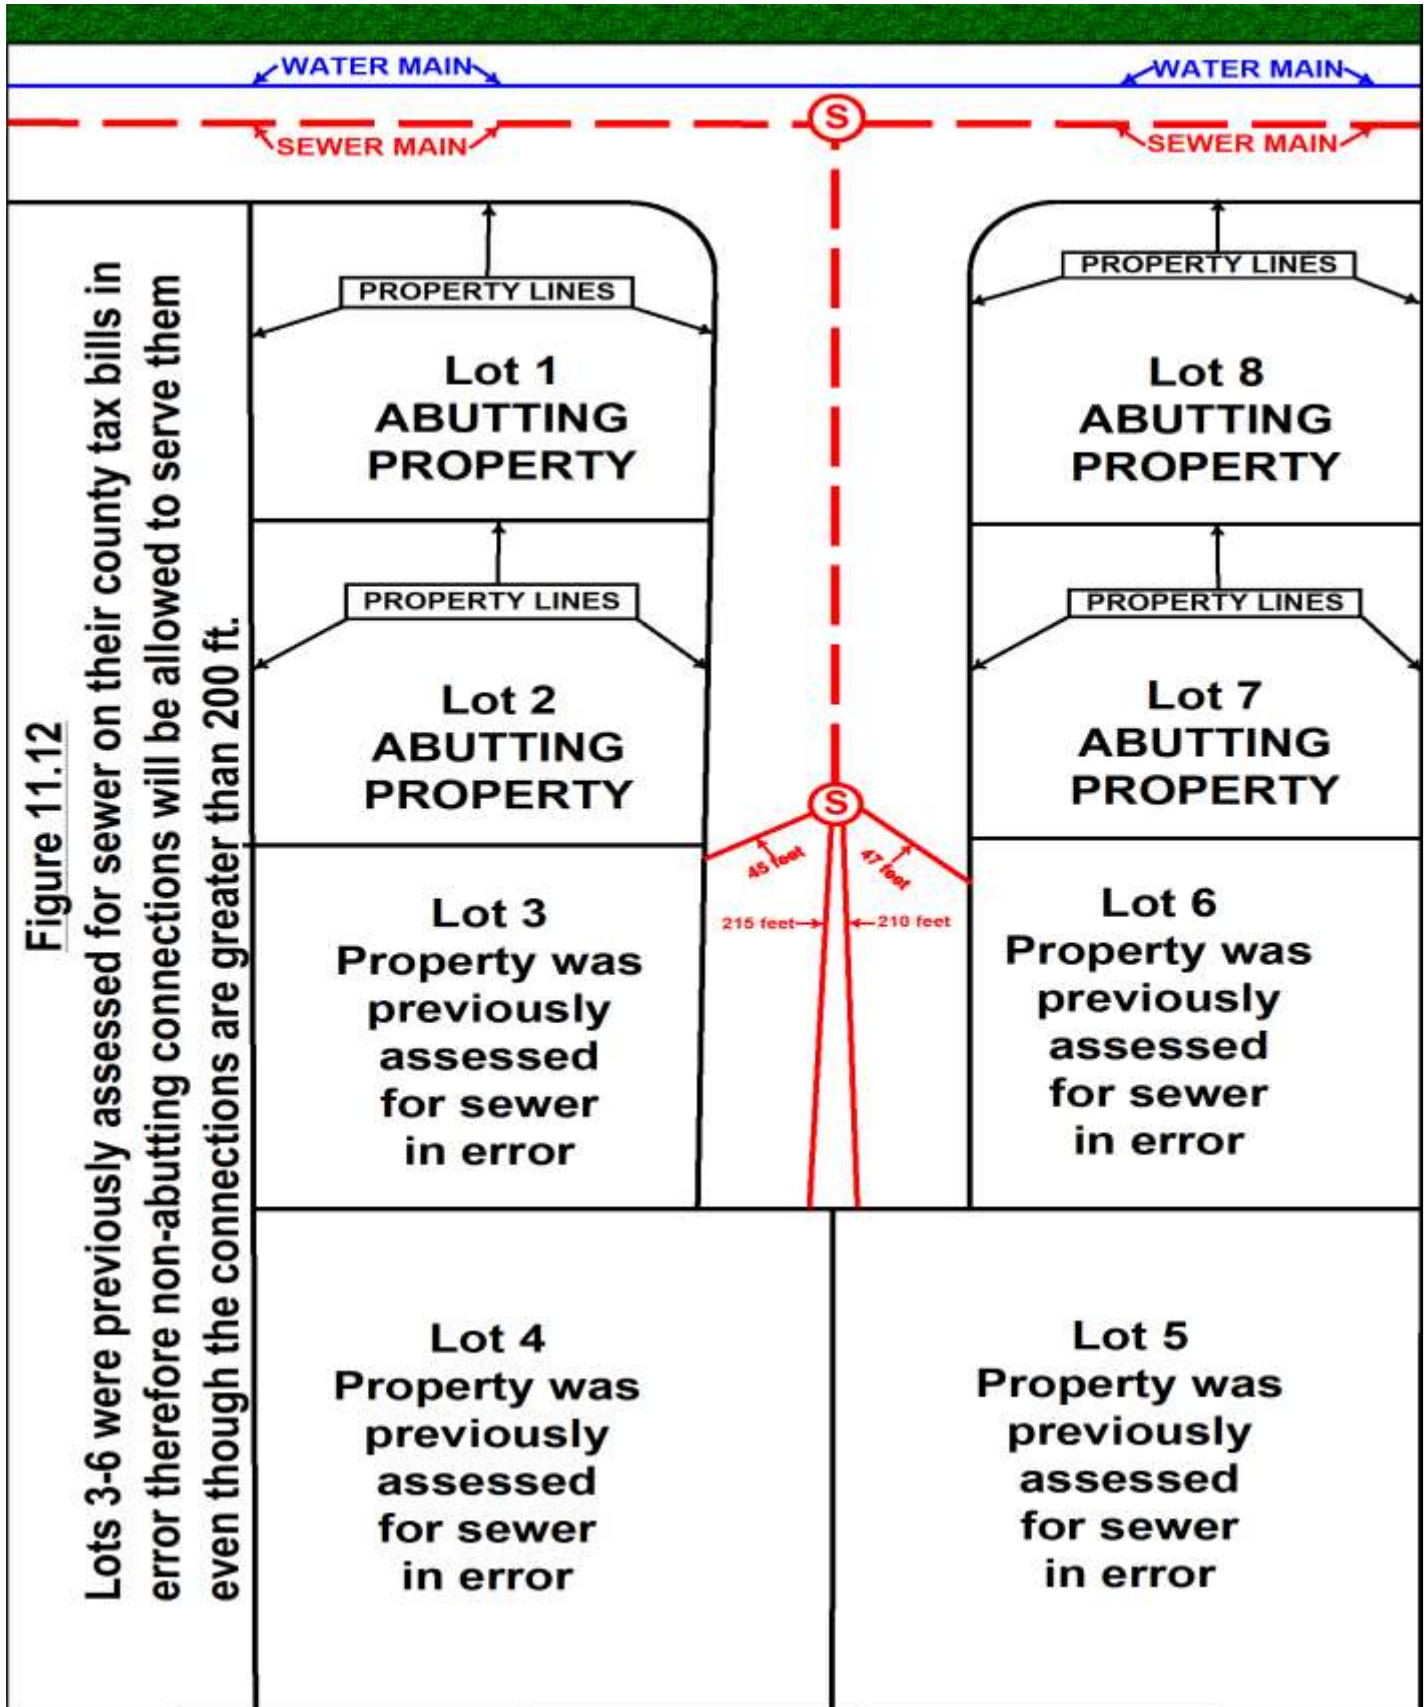 WATER MAIN
WATER MAIN
S
SEWER MAIN
SEWER MAIN
Figure 11.12
Lots 3-6 were previously assessed for sewer on their county tax bills in
error therefore non-abutting connections will be allowed to serve them
even though the connections are greater than 200 ft.
PROPERTY LINES
Lot 1
ABUTTING
PROPERTY
PROPERTY LINES
Lot 8
ABUTTING
PROPERTY
PROPERTY LINES
Lot 2
ABUTTING
PROPERTY
PROPERTY LINES
Lot 7
ABUTTING
PROPERTY
S
45 feet
47 feet
215 feet
210 feet
Lot 3
Property was
previously
assessed
for sewer
in error
Lot 6
Property was
previously
assessed
for sewer
in error
Lot 4
Property was
previously
assessed
for sewer
in error
Lot 5
Property was
previously
assessed
for sewer
in error